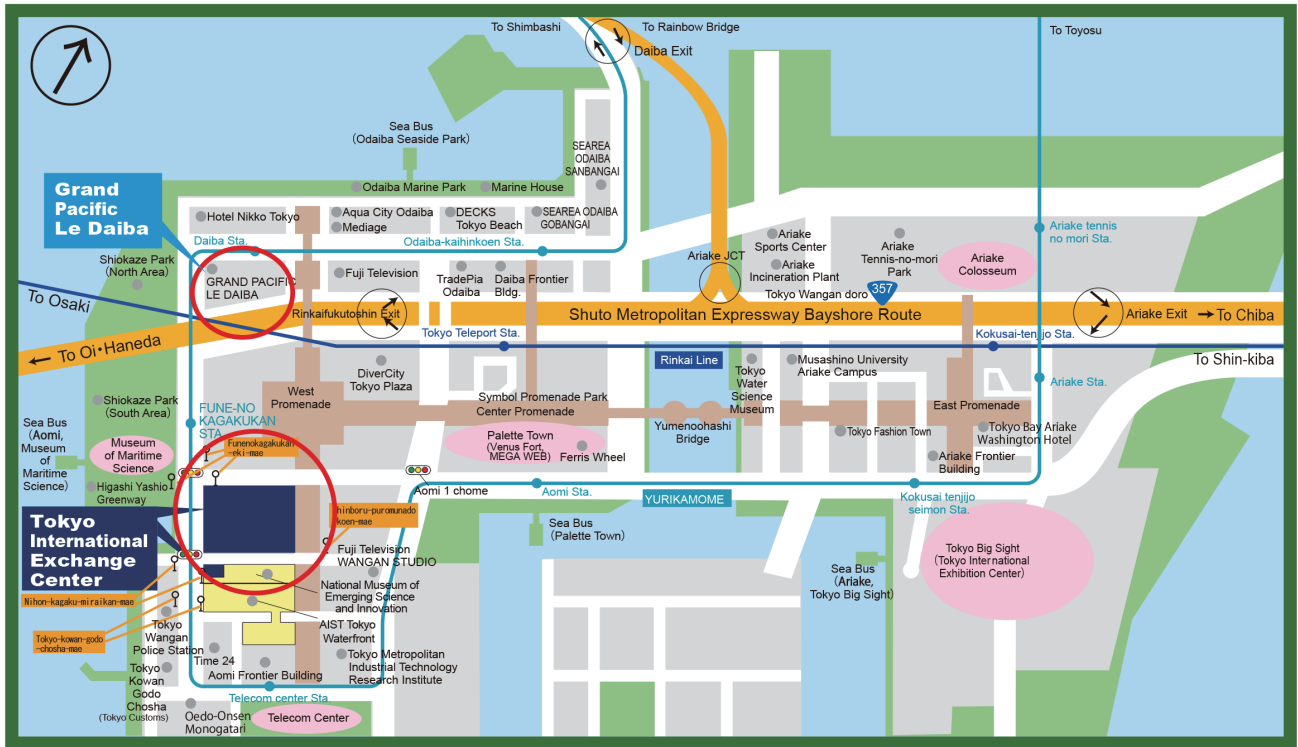 To Shimbashi
To Rainbow Bridge
Daiba Exit
To Toyosu
Sea Bus
(Odaiba Seaside Park)
SEAREA
ODAIBA
SANBANGAI
Odaiba Marine Park
Marine House
Grand
Pacific
Le Daiba
Hotel Nikko Tokyo
Aqua City Odaiba
Mediage
DECKS
Tokyo Beach
SEAREA ODAIBA
GOBANGAI
Daiba Sta.
Odaiba-kaihinkoen Sta.
Ariake tennis
no mori Sta.
Ariake
Sports Center
Ariake
Incineration Plant
Ariake
Tennis-no-mori
Park
Ariake
Colosseum
Ariake JCT
Shiokaze Park
(North Area)
GRAND PACIFIC
LE DAIBA
Fuji Television
TradePia
Odaiba
Daiba Frontier
Bldg.
Tokyo Wangan doro
357
To Osaki
Rinkaifukutoshin Exit
Shuto Metropolitan Expressway Bayshore Route
Ariake Exit
To Chiba
To Oi・Haneda
Tokyo Teleport Sta.
Kokusai-tenjijo Sta.
Rinkai Line
To Shin-kiba
DiverCity
Tokyo Plaza
Tokyo
Water
Science
Museum
Musashino University
Ariake Campus
Ariake Sta.
West
Promenade
Symbol Promenade Park
Center Promenade
East Promenade
Shiokaze Park
(South Area)
FUNE-NO
KAGAKUKAN
STA.
Yumenoohashi
Bridge
Tokyo Fashion Town
Tokyo Bay Ariake
Washington Hotel
Sea Bus
(Aomi,
Museum
of
Maritime
Science)
Museum
of Maritime
Science
Funenokagakukan
-eki-mae
Palette Town
(Venus Fort,
MEGA WEB)
Ferris Wheel
Ariake Frontier
Building
Higashi Yashio
Greenway
Aomi 1 chome
Aomi Sta.
YURIKAMOME
Kokusai tenjijo
seimon Sta.
Tokyo
International
Exchange
Center
hinboru-puromunado
-koen-mae
Sea Bus
(Palette Town)
Fuji Television
WANGAN STUDIO
Tokyo Big Sight
(Tokyo International
Exhibition Center)
Sea Bus
(Ariake,
Tokyo Big Sight)
National Museum of
Emerging Science
and Innovation
Nihon-kagaku-miraikan-mae
AIST Tokyo
Waterfront
Tokyo-kowan-godo
-chosha-mae
Tokyo
Wangan
Police Station
Time 24
Aomi Frontier Building
Tokyo Metropolitan
Industrial Technology
Research Institute
Tokyo
Kowan
Godo
Chosha
(Tokyo Customs)
Telecom center Sta
Oedo-Onsen
Monogatari
Telecom Center